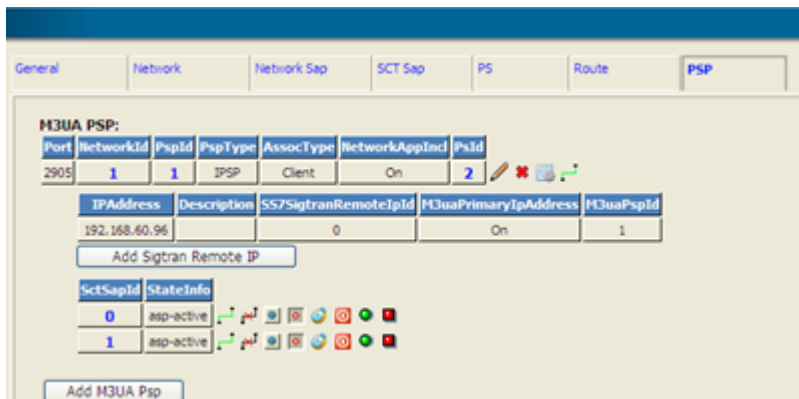 General Network Network Sap SCT Sap PS Route PSP
M3UA PSP:
Port NetworkId PspId PspType AssocType NetworkAppIncl PsId
2905 1 1 IPSP Client On 2
IPAddress Description SS7SigtranRemoteIpId M3uaPrimaryIpAddress M3uaPspId
192.168.60.96 0 On 1
Add Sigtran Remote IP
SctSapId StateInfo
0 asp-active
1 asp-active
Add M3UA Psp